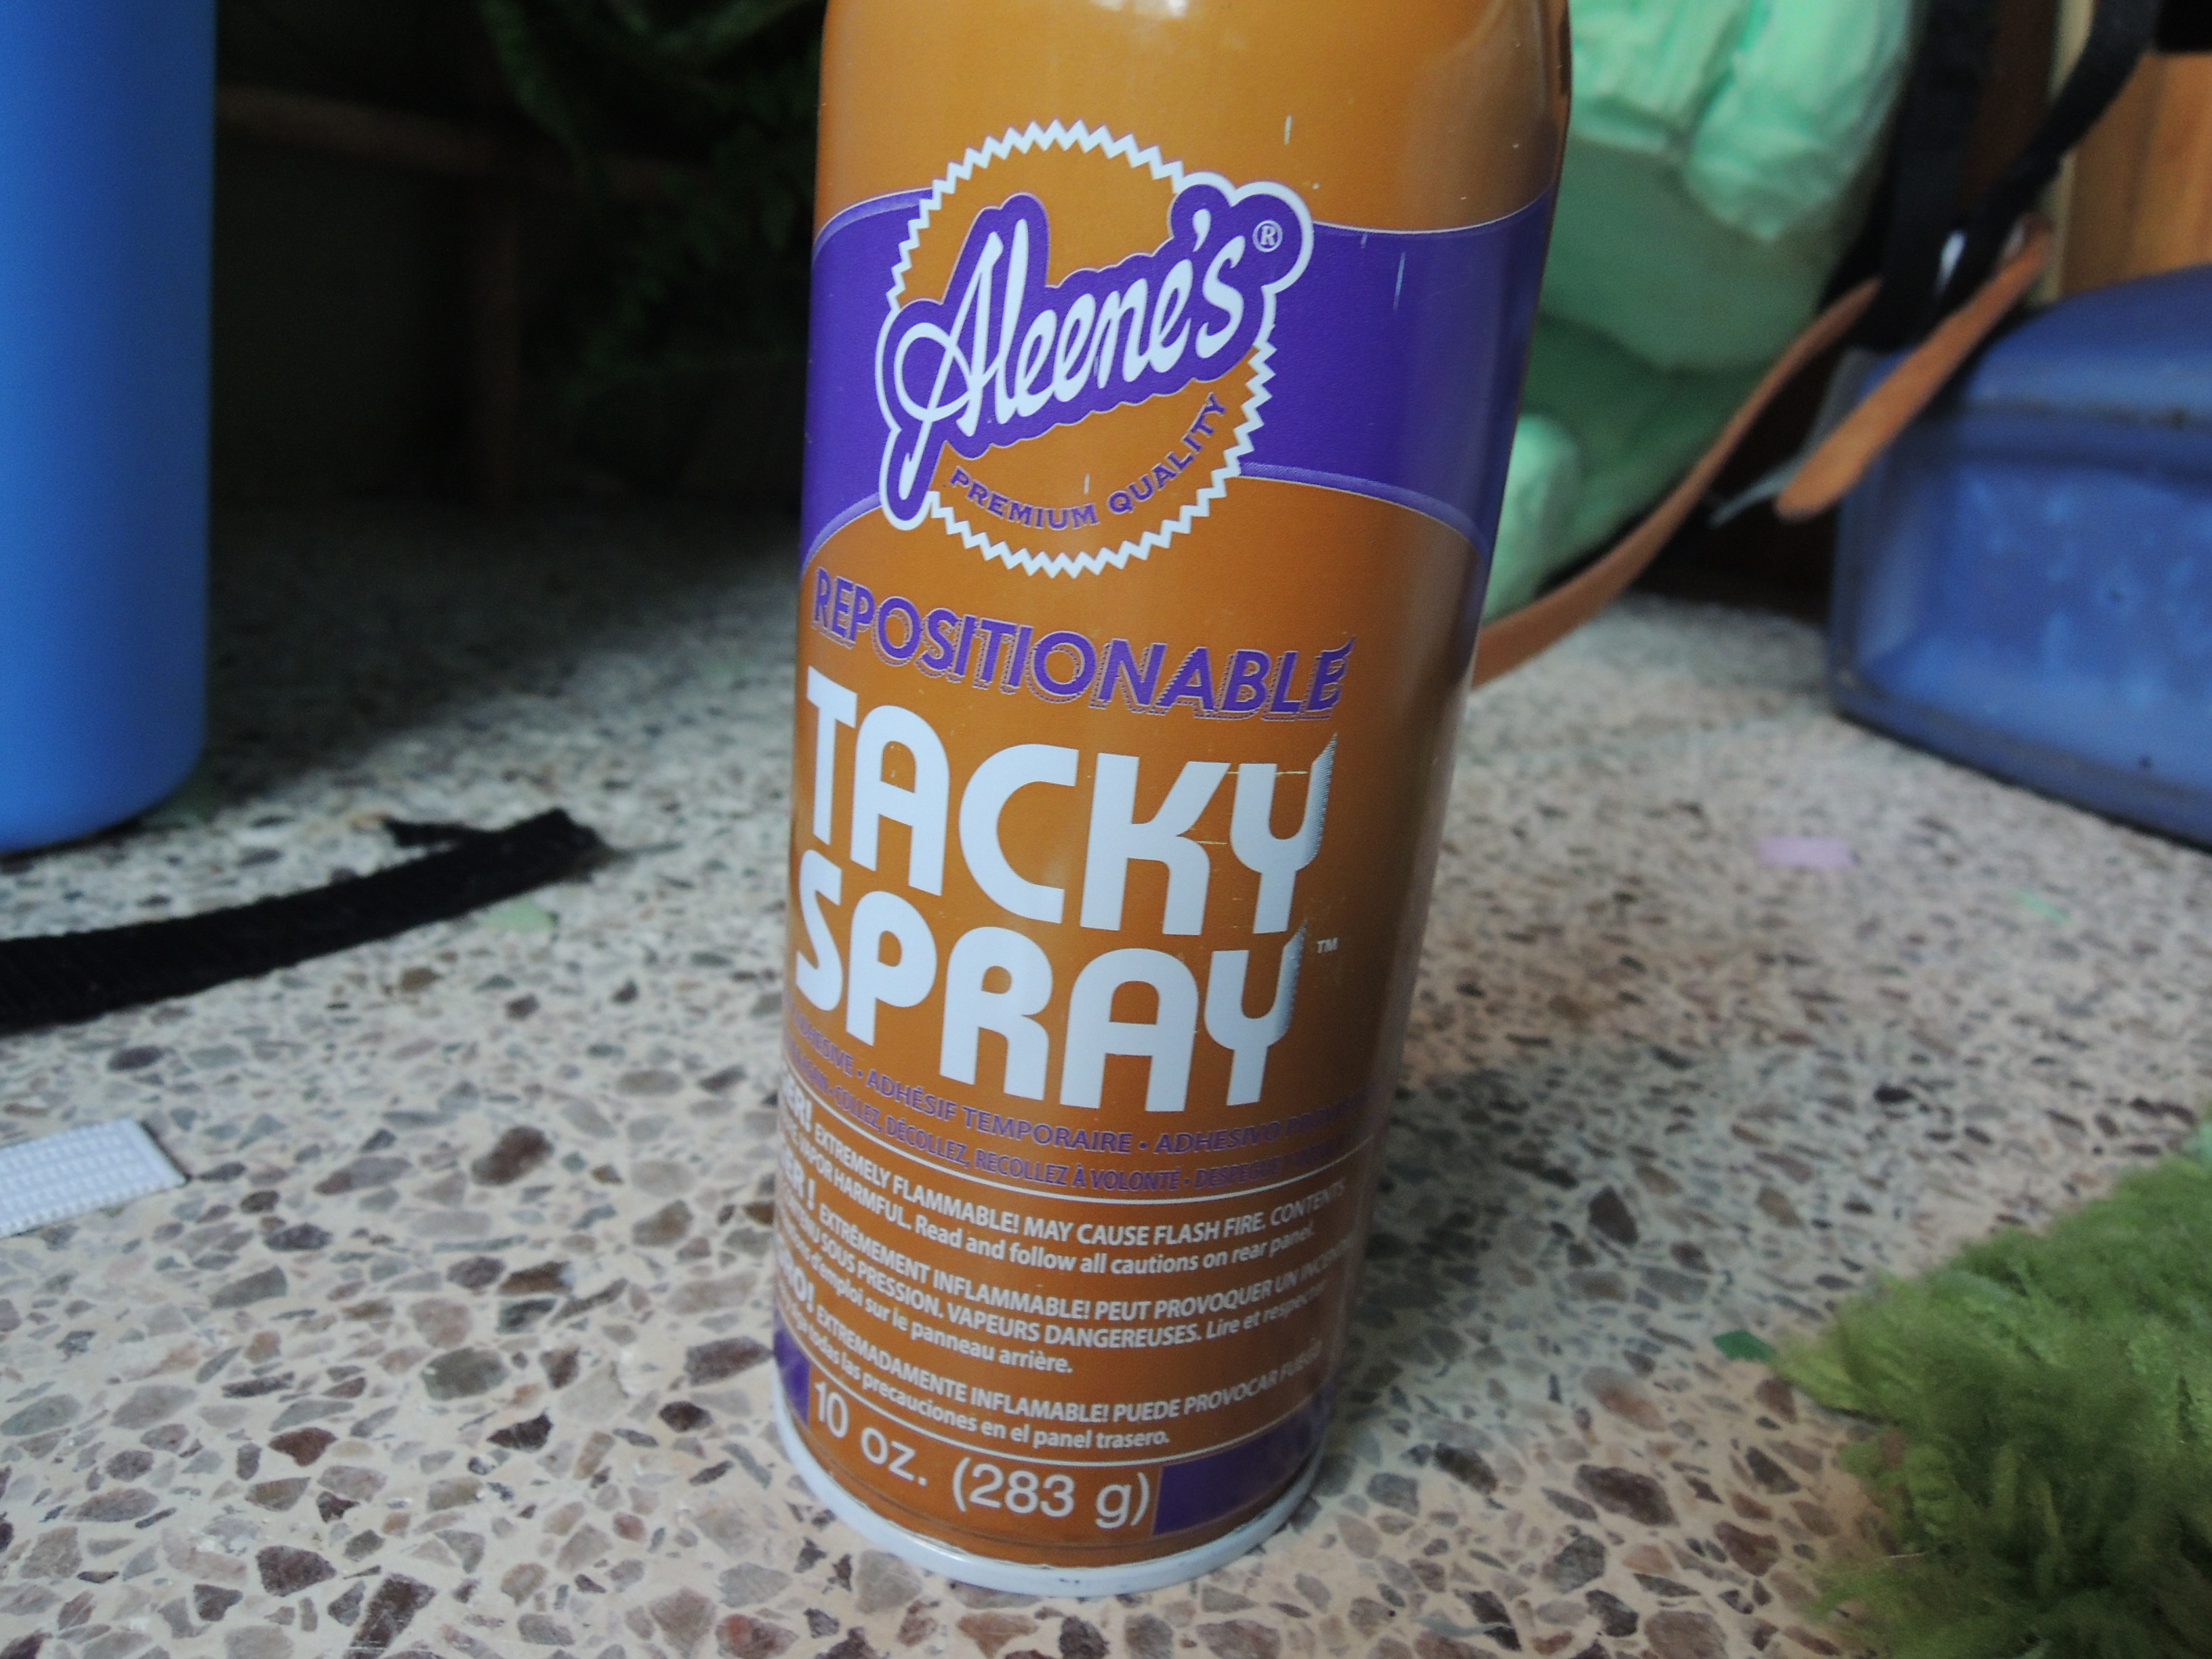 Aleene's®
PREMIUM QUALITY
REPOSITIONABLE
TACKY
SPRAY™
ADHÉSIF TEMPORAIRE • ADHESIVO
COLLEZ, DÉCOLLEZ, RECOLLEZ À VOLONTÉ •
EXTREMELY FLAMMABLE! MAY CAUSE FLASH FIRE. CONTENTS
VAPOR HARMFUL. Read and follow all cautions on rear panel.
EXTRÊMEMENT INFLAMMABLE! PEUT PROVOQUER UN
SOUS PRESSION. VAPEURS DANGEREUSES. Lire et respecter
d'emploi sur le panneau arrière.
EXTREMADAMENTE INFLAMABLE! PUEDE PROVOCAR FUEGO
todas las precauciones en el panel trasero.
10 oz. (283 g)